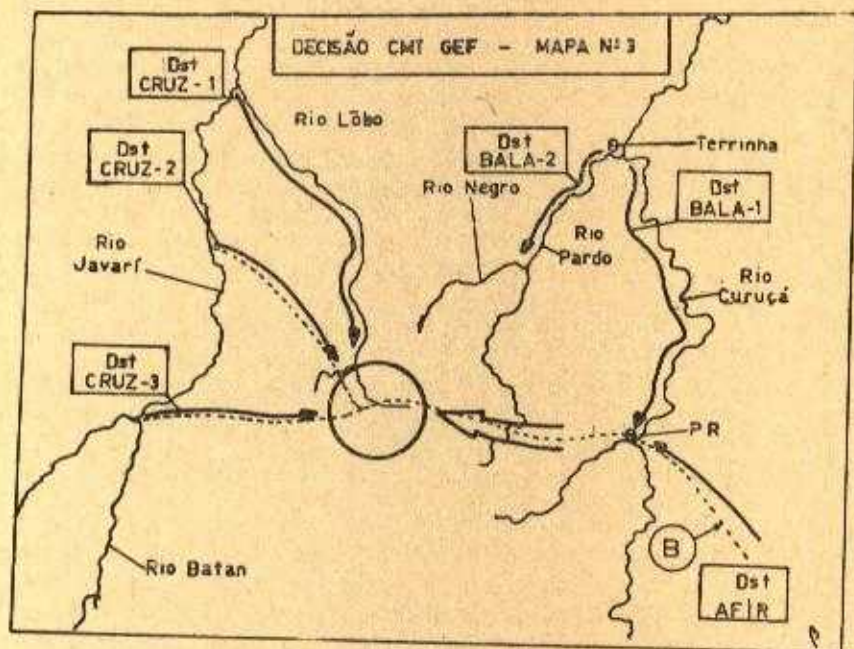 DECISÃO CMT GEF - MAPA Nº 3
Dst
CRUZ-1
Rio Lôbo
Dst
CRUZ-2
Dst
BALA-2
Terrinha
Rio Negro
Dst
BALA-1
Rio
Javarí
Rio
Pardo
Rio
Curuçá
Dst
CRUZ-3
PR
B
Rio Batan
Dst
AF/R